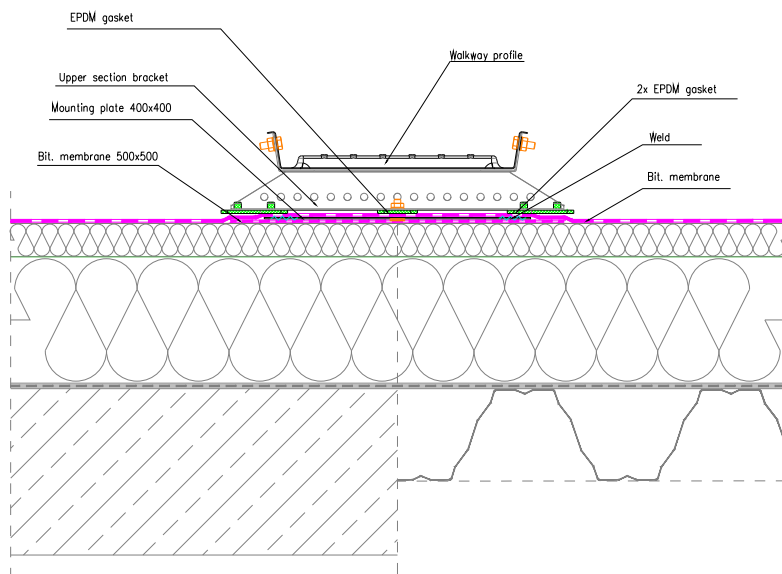 EPDM gasket
Walkway profile
Upper section bracket
2x EPDM gasket
Mounting plate 400x400
Weld
Bit. membrane 500x500
Bit. membrane